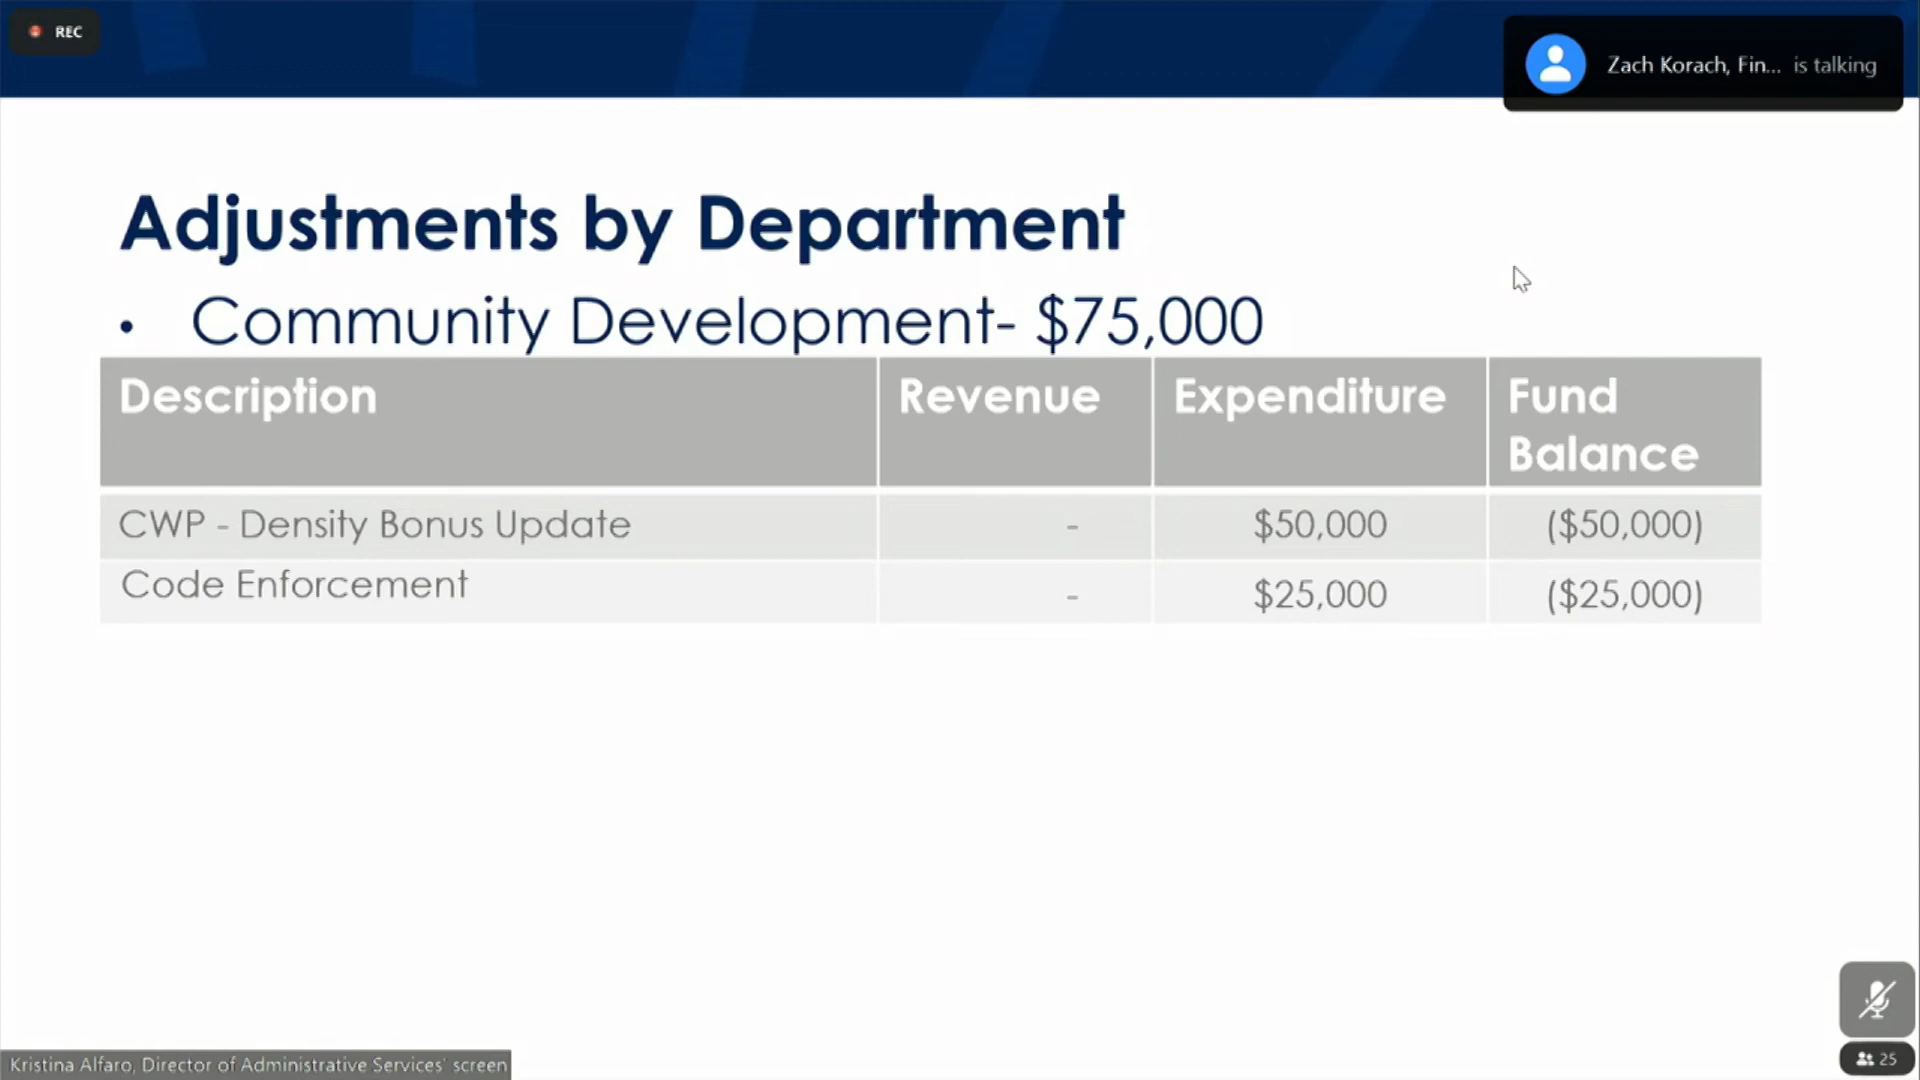 REC
Zach Korach, Fin... is talking
Adjustments by Department
• Community Development- $75,000
Description Revenue Expenditure Fund Balance
CWP - Density Bonus Update - $50,000 ($50,000)
Code Enforcement - $25,000 ($25,000)
25
Kristina Alfaro, Director of Administrative Services' screen